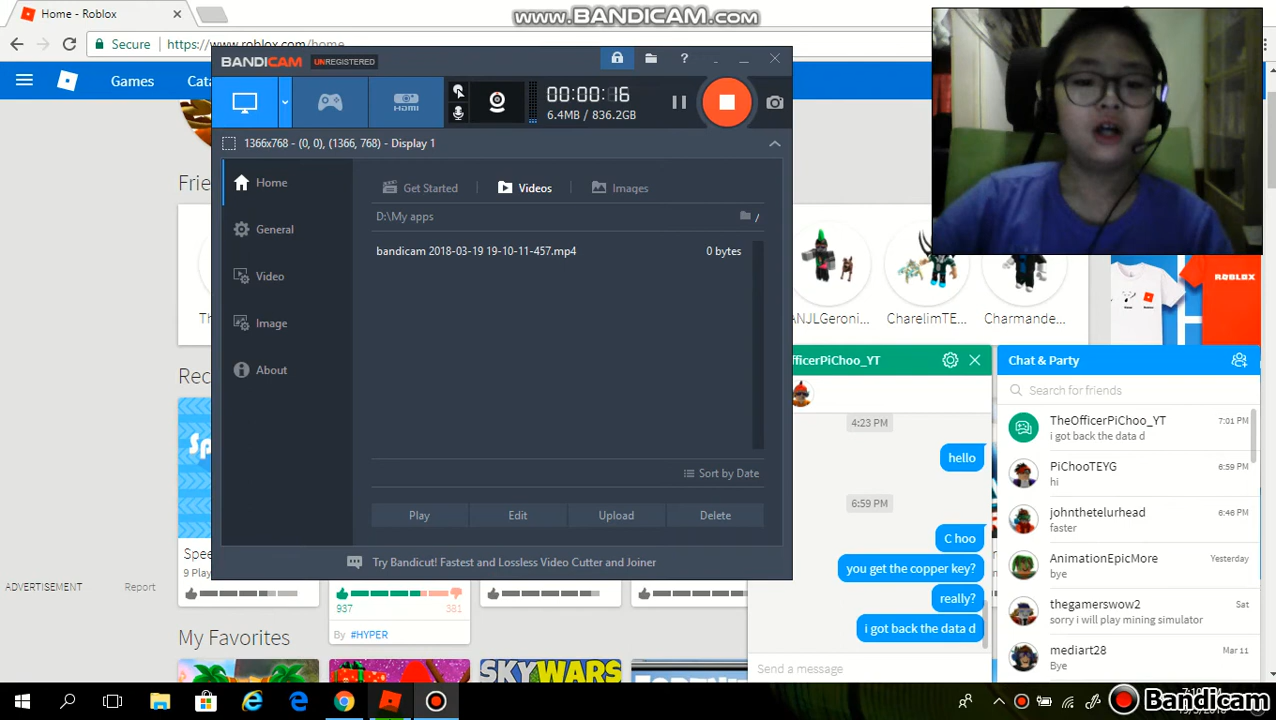 Home - Roblox
www.BANDICAM.com
Secure
https://www.roblox.com/home
BANDICAM UNREGISTERED
Games
00:00:16
6.4MB / 836.2GB
HDMI
1366x768 - (0, 0), (1366, 768) - Display 1
Home
General
Video
Image
About
Get Started
Videos
Images
D:\My apps
/
bandicam 2018-03-19 19-10-11-457.mp4
0 bytes
Sort by Date
Play
Edit
Upload
Delete
Try Bandicut! Fastest and Lossless Video Cutter and Joiner
ANJLGeroni...
CharelimTE...
Charmande...
ROBLOX
fficerPiChoo_YT
4:23 PM
hello
6:59 PM
C hoo
you get the copper key?
really?
i got back the data d
Send a message
Chat & Party
Search for friends
TheOfficerPiChoo_YT
7:01 PM
i got back the data d
PiChooTEYG
6:59 PM
hi
johnthetelurhead
6:46 PM
faster
AnimationEpicMore
Yesterday
bye
thegamerswow2
Sat
sorry i will play mining simulator
mediart28
Mar 11
Bye
ADVERTISEMENT
Report
937
381
By #HYPER
My Favorites
SKYWARS
Bandicam